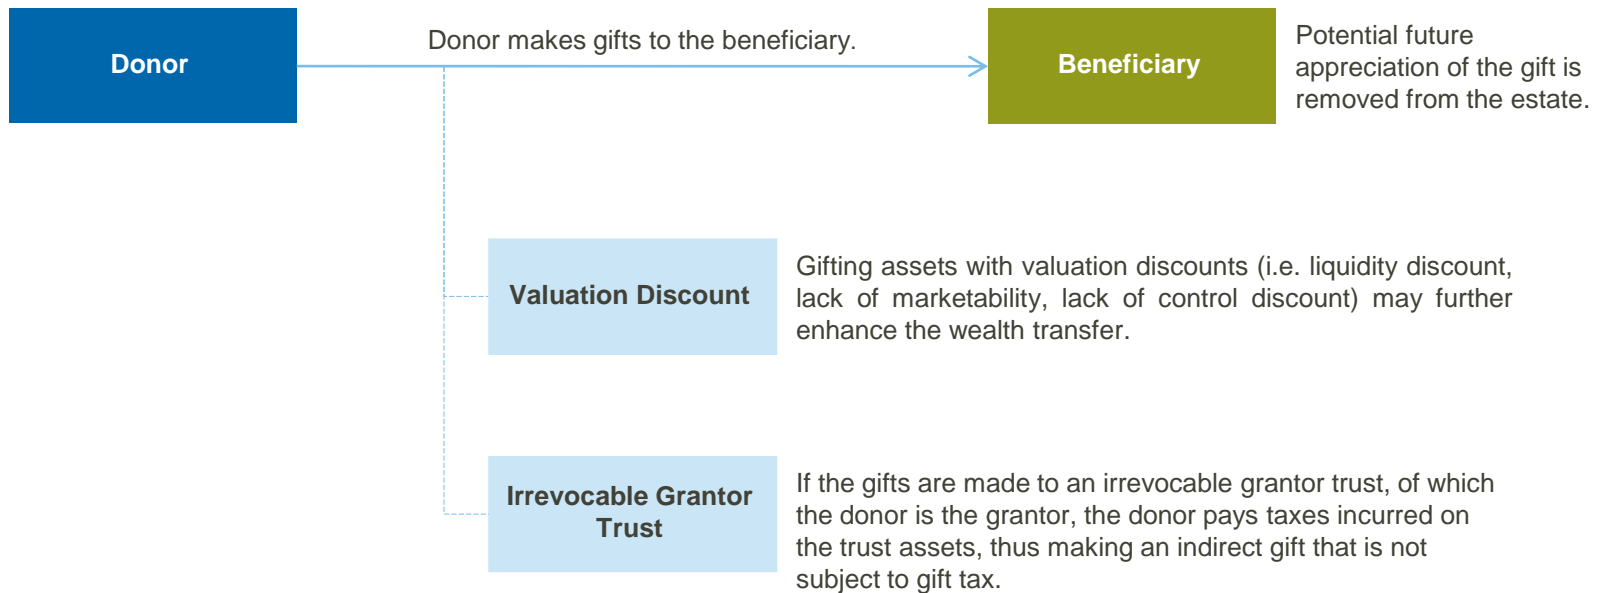 Donor
Donor makes gifts to the beneficiary.
Beneficiary
Potential future
appreciation of the gift is
removed from the estate.
Valuation Discount
Gifting assets with valuation discounts (i.e. liquidity discount,
lack of marketability, lack of control discount) may further
enhance the wealth transfer.
Irrevocable Grantor
Trust
If the gifts are made to an irrevocable grantor trust, of which
the donor is the grantor, the donor pays taxes incurred on
the trust assets, thus making an indirect gift that is not
subject to gift tax.